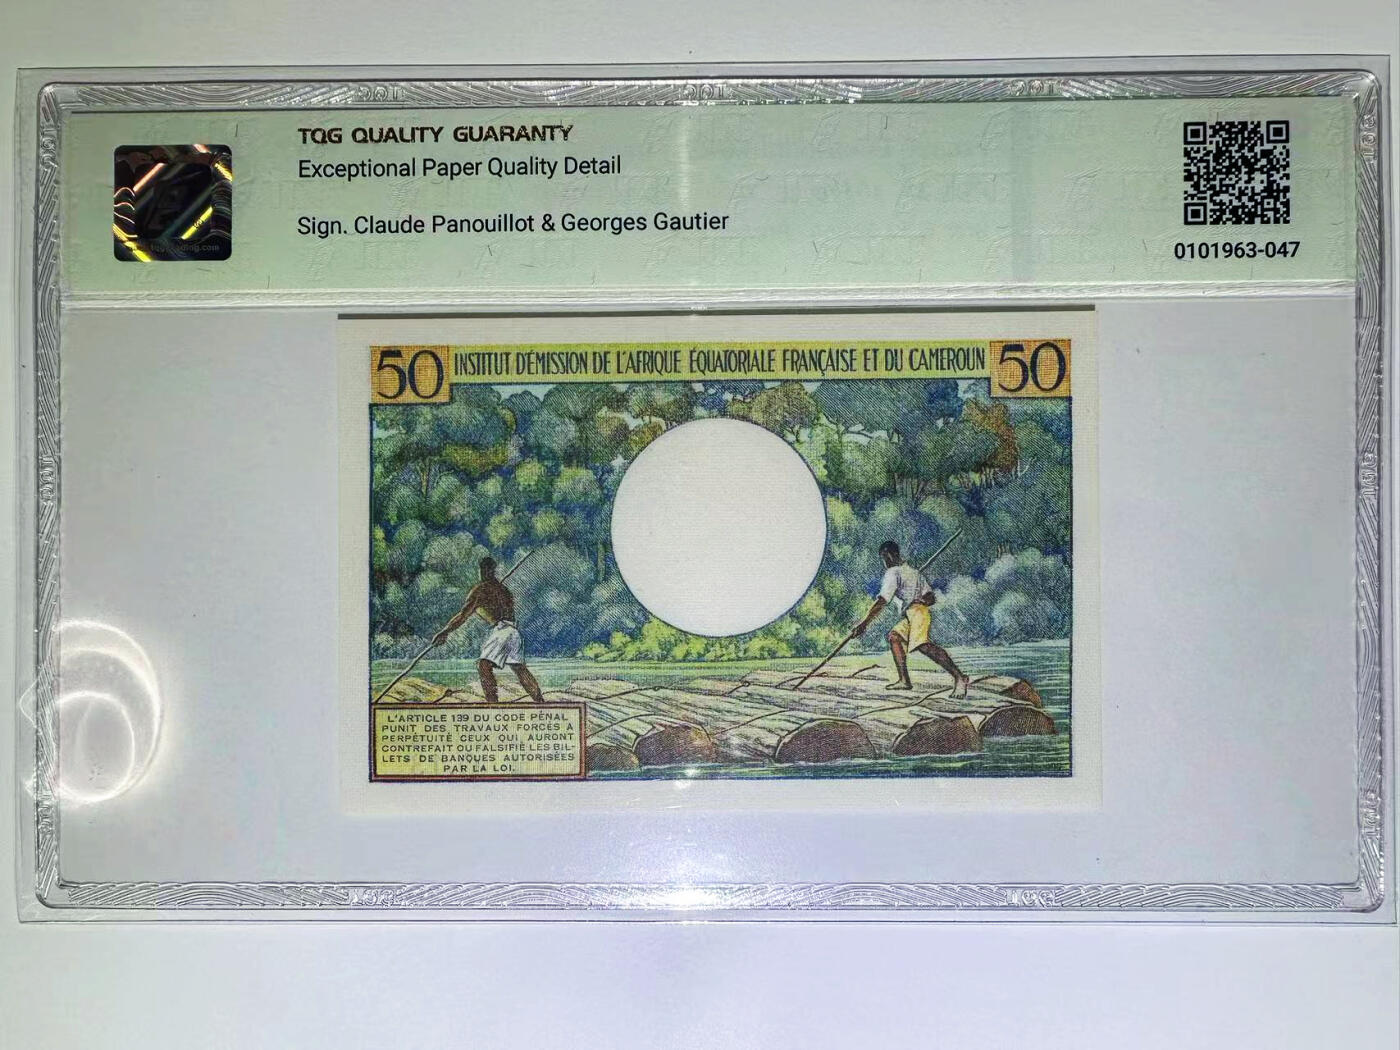 TQG QUALITY GUARANTY
Exceptional Paper Quality Detail
Sign. Claude Panouillot & Georges Gautier
0101963-047
50 INSTITUT D'ÉMISSION DE L'AFRIQUE ÉQUATORIALE FRANÇAISE ET DU CAMEROUN 50
L'ARTICLE 139 DU CODE PÉNAL
PUNIT DES TRAVAUX FORCÉS A
PERPÉTUITÉ CEUX QUI AURONT
CONTREFAIT OU FALSIFIÉ LES BIL-
LETS DE BANQUES AUTORISÉES
PAR LA LOI.